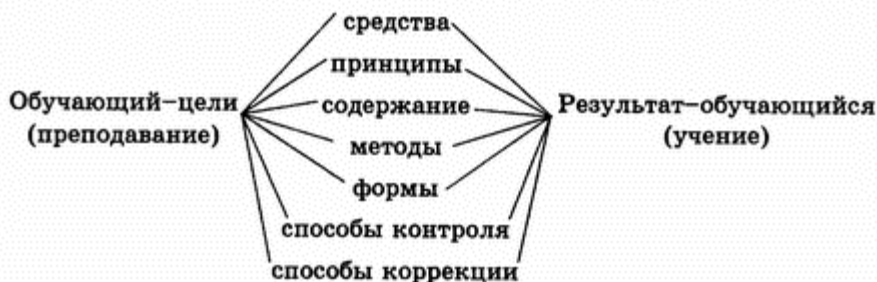 средства
принципы
Обучающий–цели
(преподавание)
содержание
методы
формы
способы контроля
способы коррекции
Результат–обучающийся
(учение)